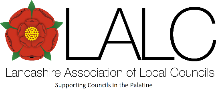 LALC
Lancashire Association of Local Councils
Supporting Councils in the Palatine